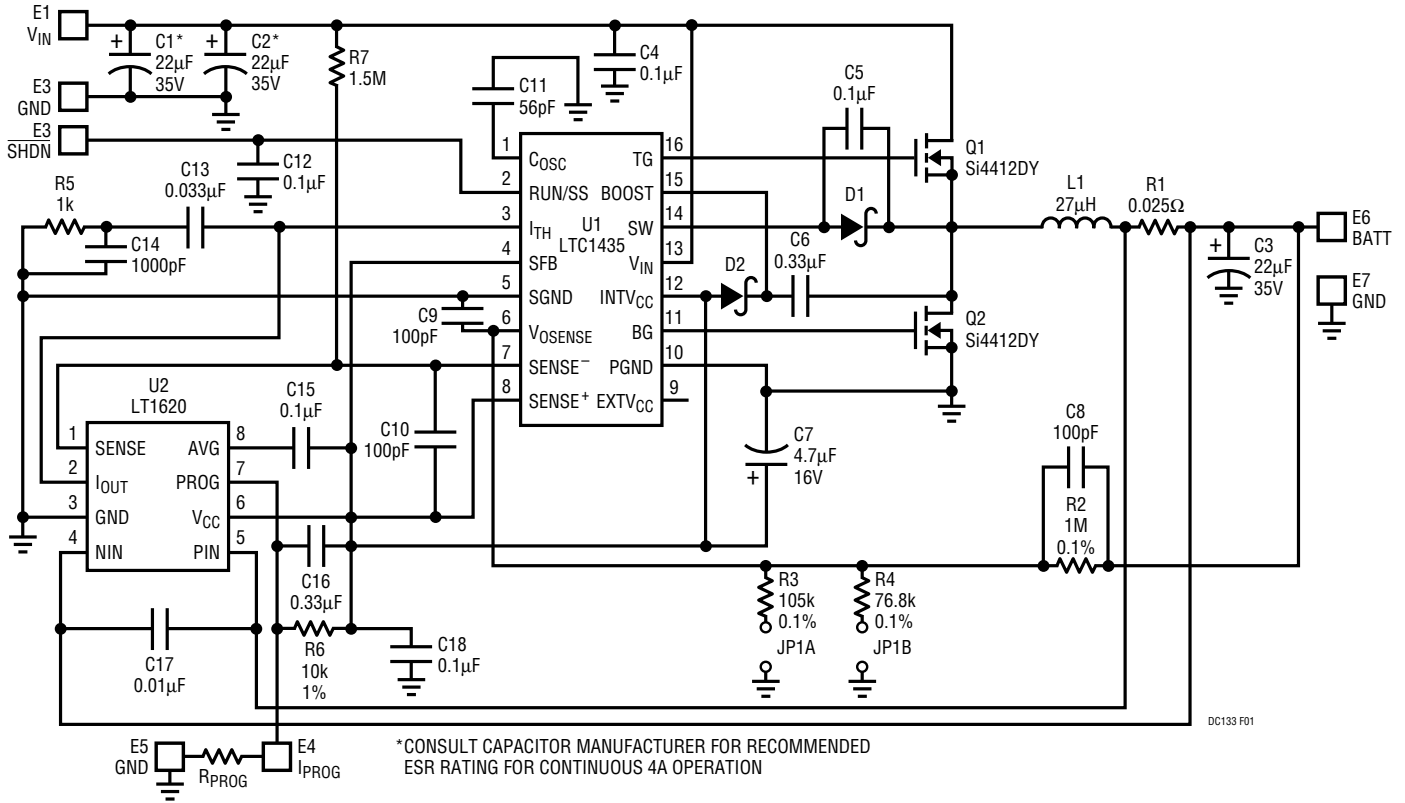 E1
VIN
C1*
22µF
35V
C2*
22µF
35V
R7
1.5M
C4
0.1µF
C11
56pF
C5
0.1µF
E3
GND
E3
SHDN
C12
0.1µF
C13
0.033µF
R5
1k
C14
1000pF
1
COSC
2
RUN/SS
3
ITH
4
SFB
5
SGND
6
VOSENSE
7
SENSE–
8
SENSE+
U1
LTC1435
16
TG
15
BOOST
14
SW
13
VIN
12
INTVCC
11
BG
10
PGND
9
EXTVCC
Q1
Si4412DY
D1
D2
C6
0.33µF
L1
27µH
R1
0.025Ω
E6
BATT
C3
22µF
35V
E7
GND
Q2
Si4412DY
C9
100pF
C10
100pF
C7
4.7µF
16V
C8
100pF
R2
1M
0.1%
U2
LT1620
1
SENSE
2
IOUT
3
GND
4
NIN
8
AVG
7
PROG
6
VCC
5
PIN
C15
0.1µF
C16
0.33µF
R3
105k
0.1%
JP1A
R4
76.8k
0.1%
JP1B
C17
0.01µF
R6
10k
1%
C18
0.1µF
E5
GND
RPROG
E4
IPROG
*CONSULT CAPACITOR MANUFACTURER FOR RECOMMENDED
ESR RATING FOR CONTINUOUS 4A OPERATION
DC133 F01